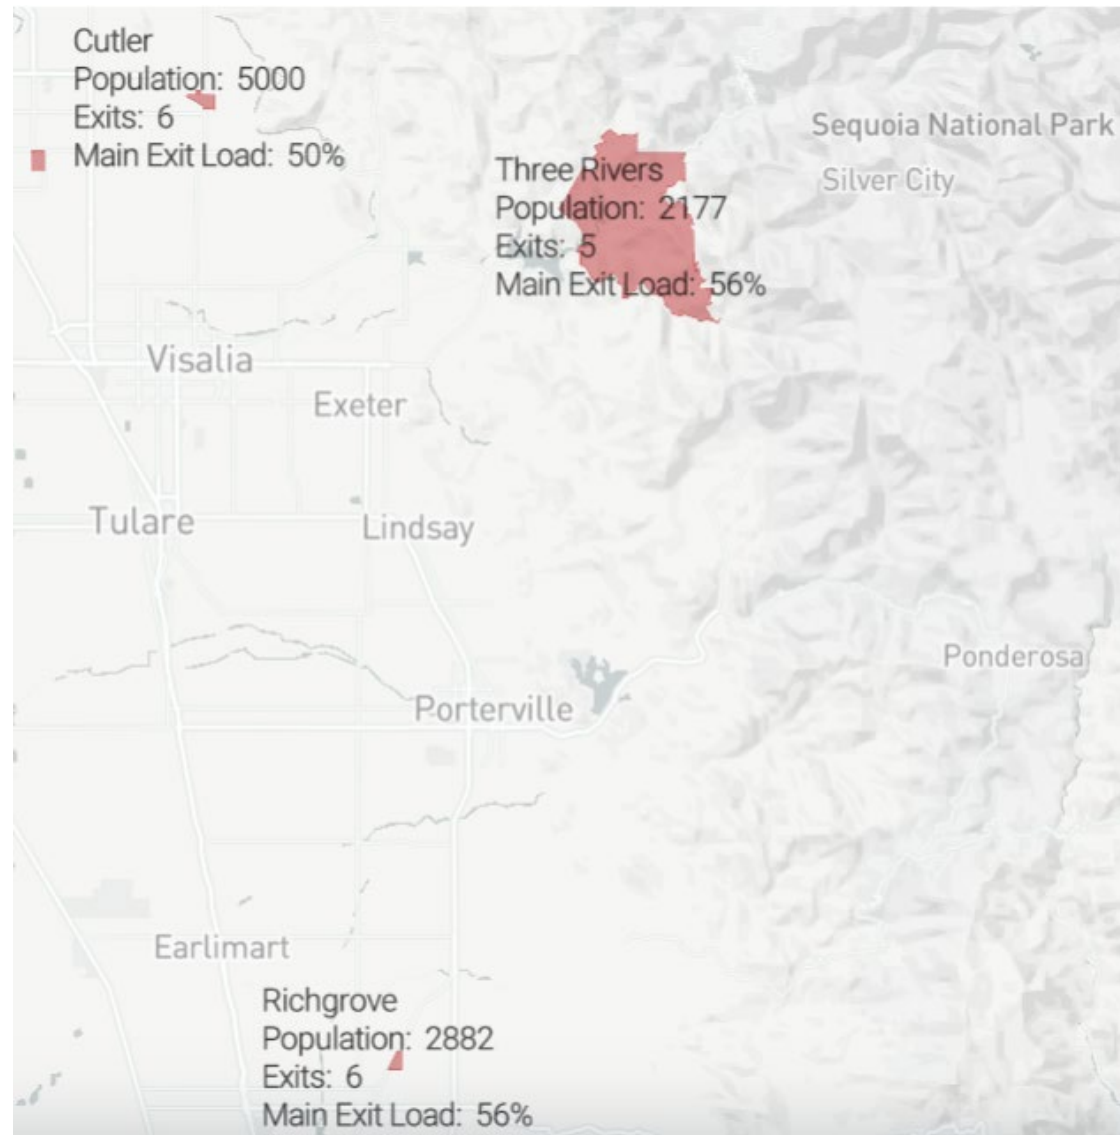 Cutler
Population: 5000
Exits: 6
Main Exit Load: 50%
Sequoia National Park
Three Rivers
Silver City
Population: 2177
Exits: 5
Main Exit Load: 56%
Visalia
Exeter
Tulare
Lindsay
Ponderosa
Porterville
Earlimart
Richgrove
Population: 2882
Exits: 6
Main Exit Load: 56%